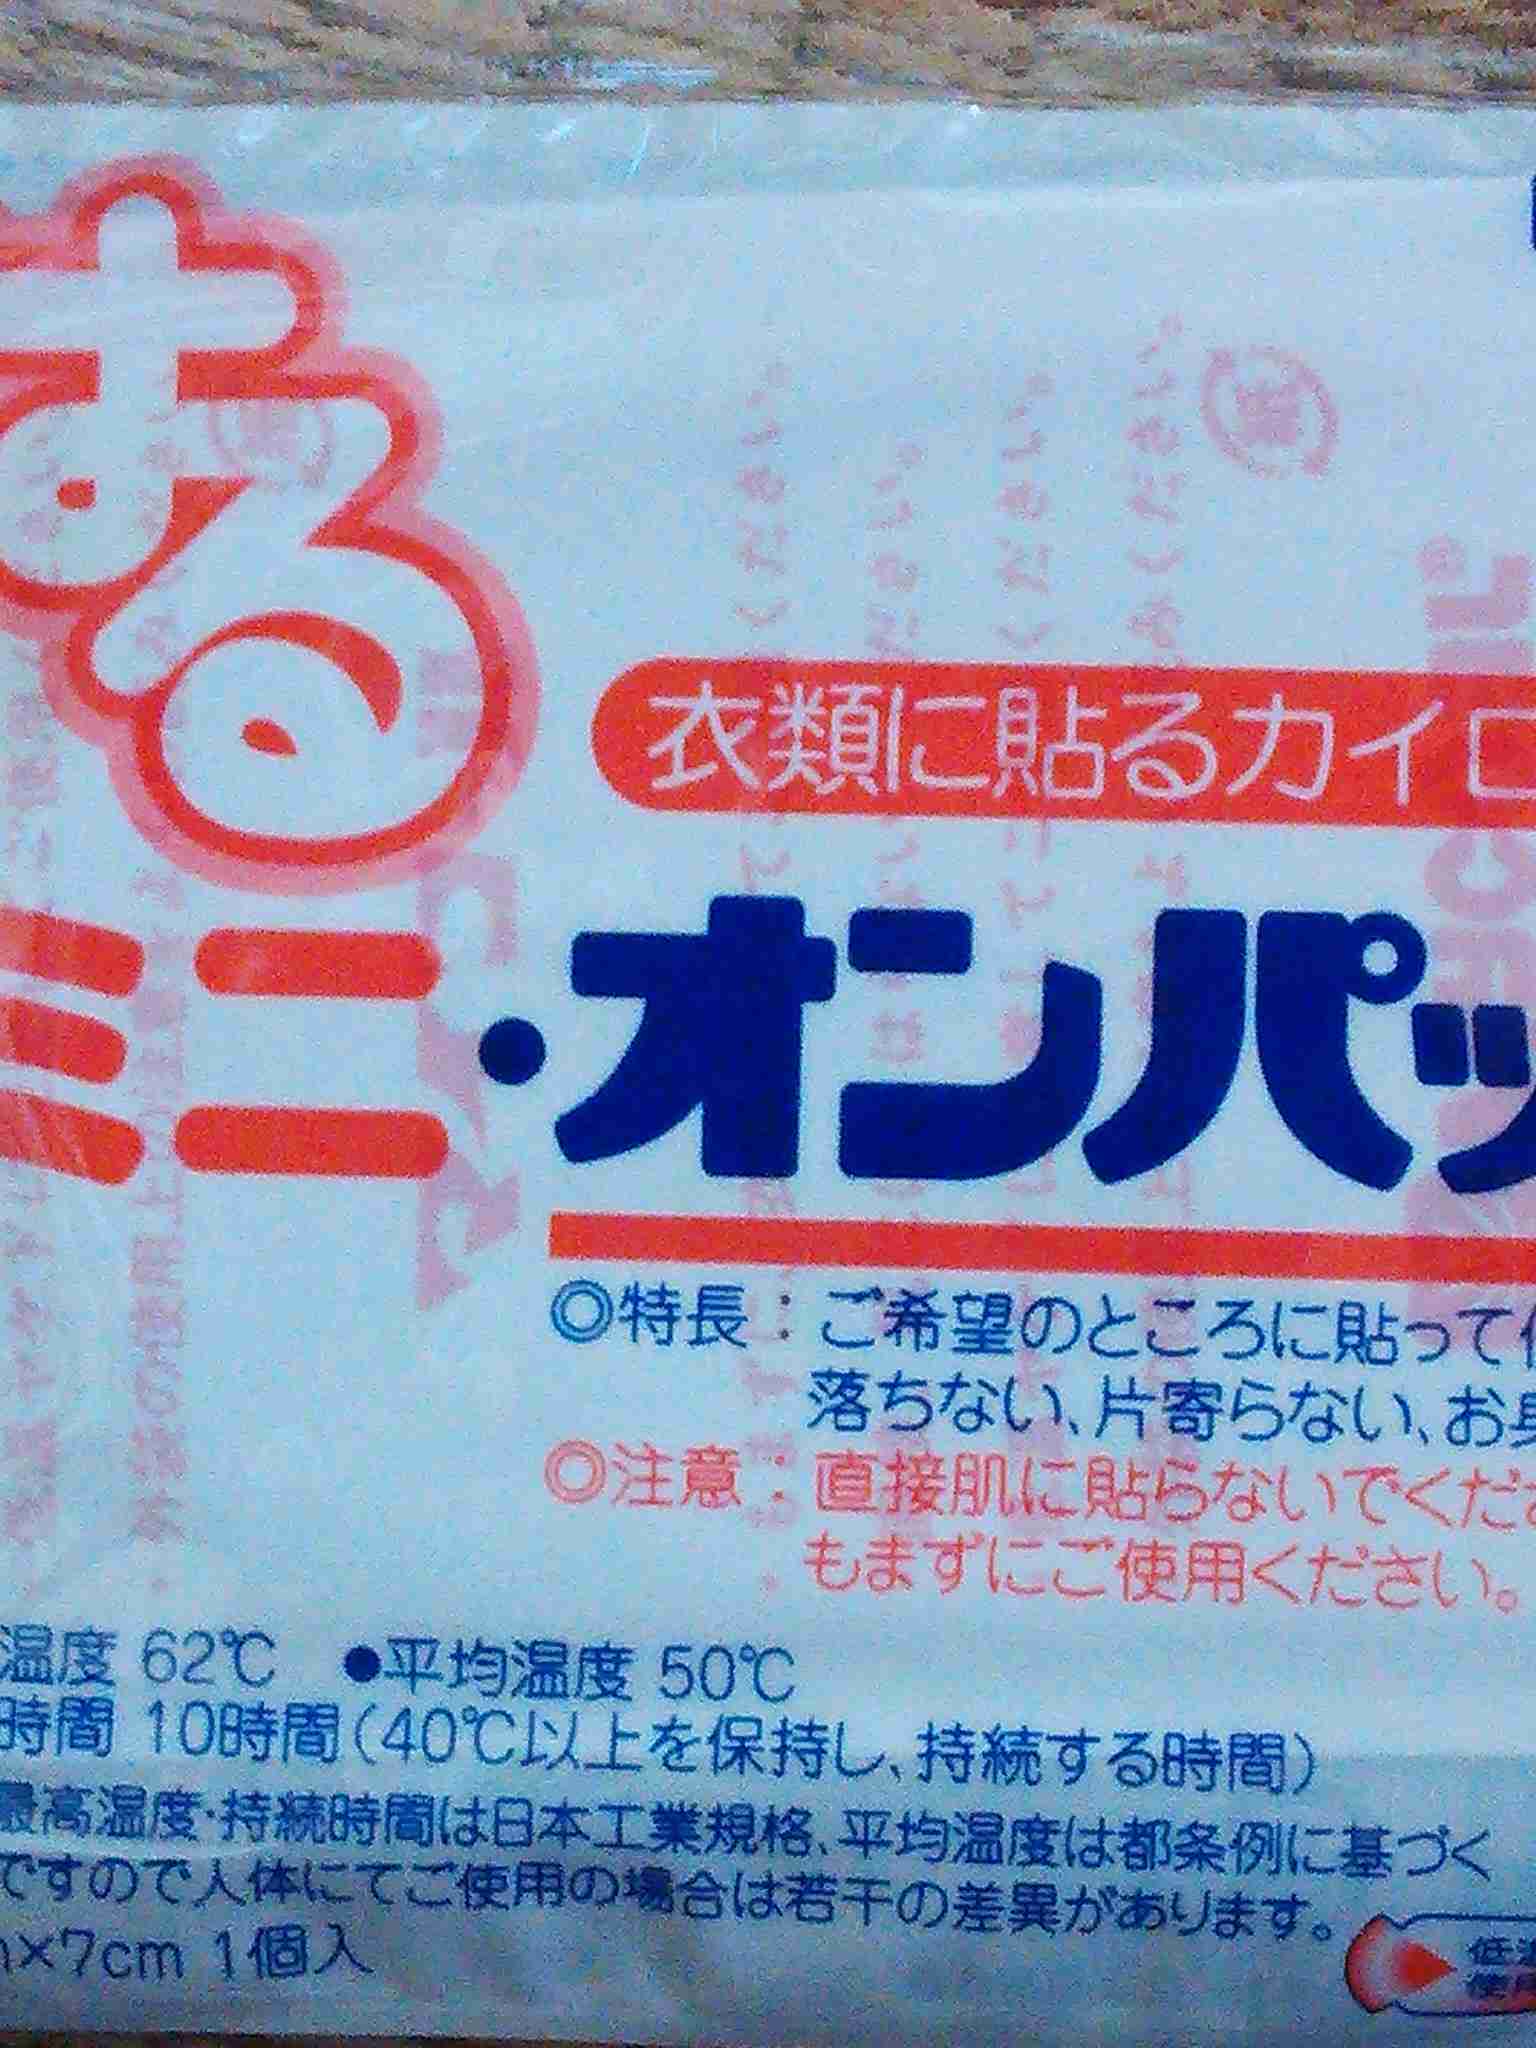 はる
衣類に貼るカイロ
ミニ・オンパッ
◎特長：ご希望のところに貼って
落ちない、片寄らない、お身
◎注意：直接肌に貼らないでくださ
もまずにご使用ください。
温度 62℃ ●平均温度 50℃
時間 10時間（40℃以上を保持し、持続する時間）
最高温度・持続時間は日本工業規格、平均温度は都条例に基づく
ですので人体にてご使用の場合は若干の差異があります。
×7cm 1個入
低温
使用